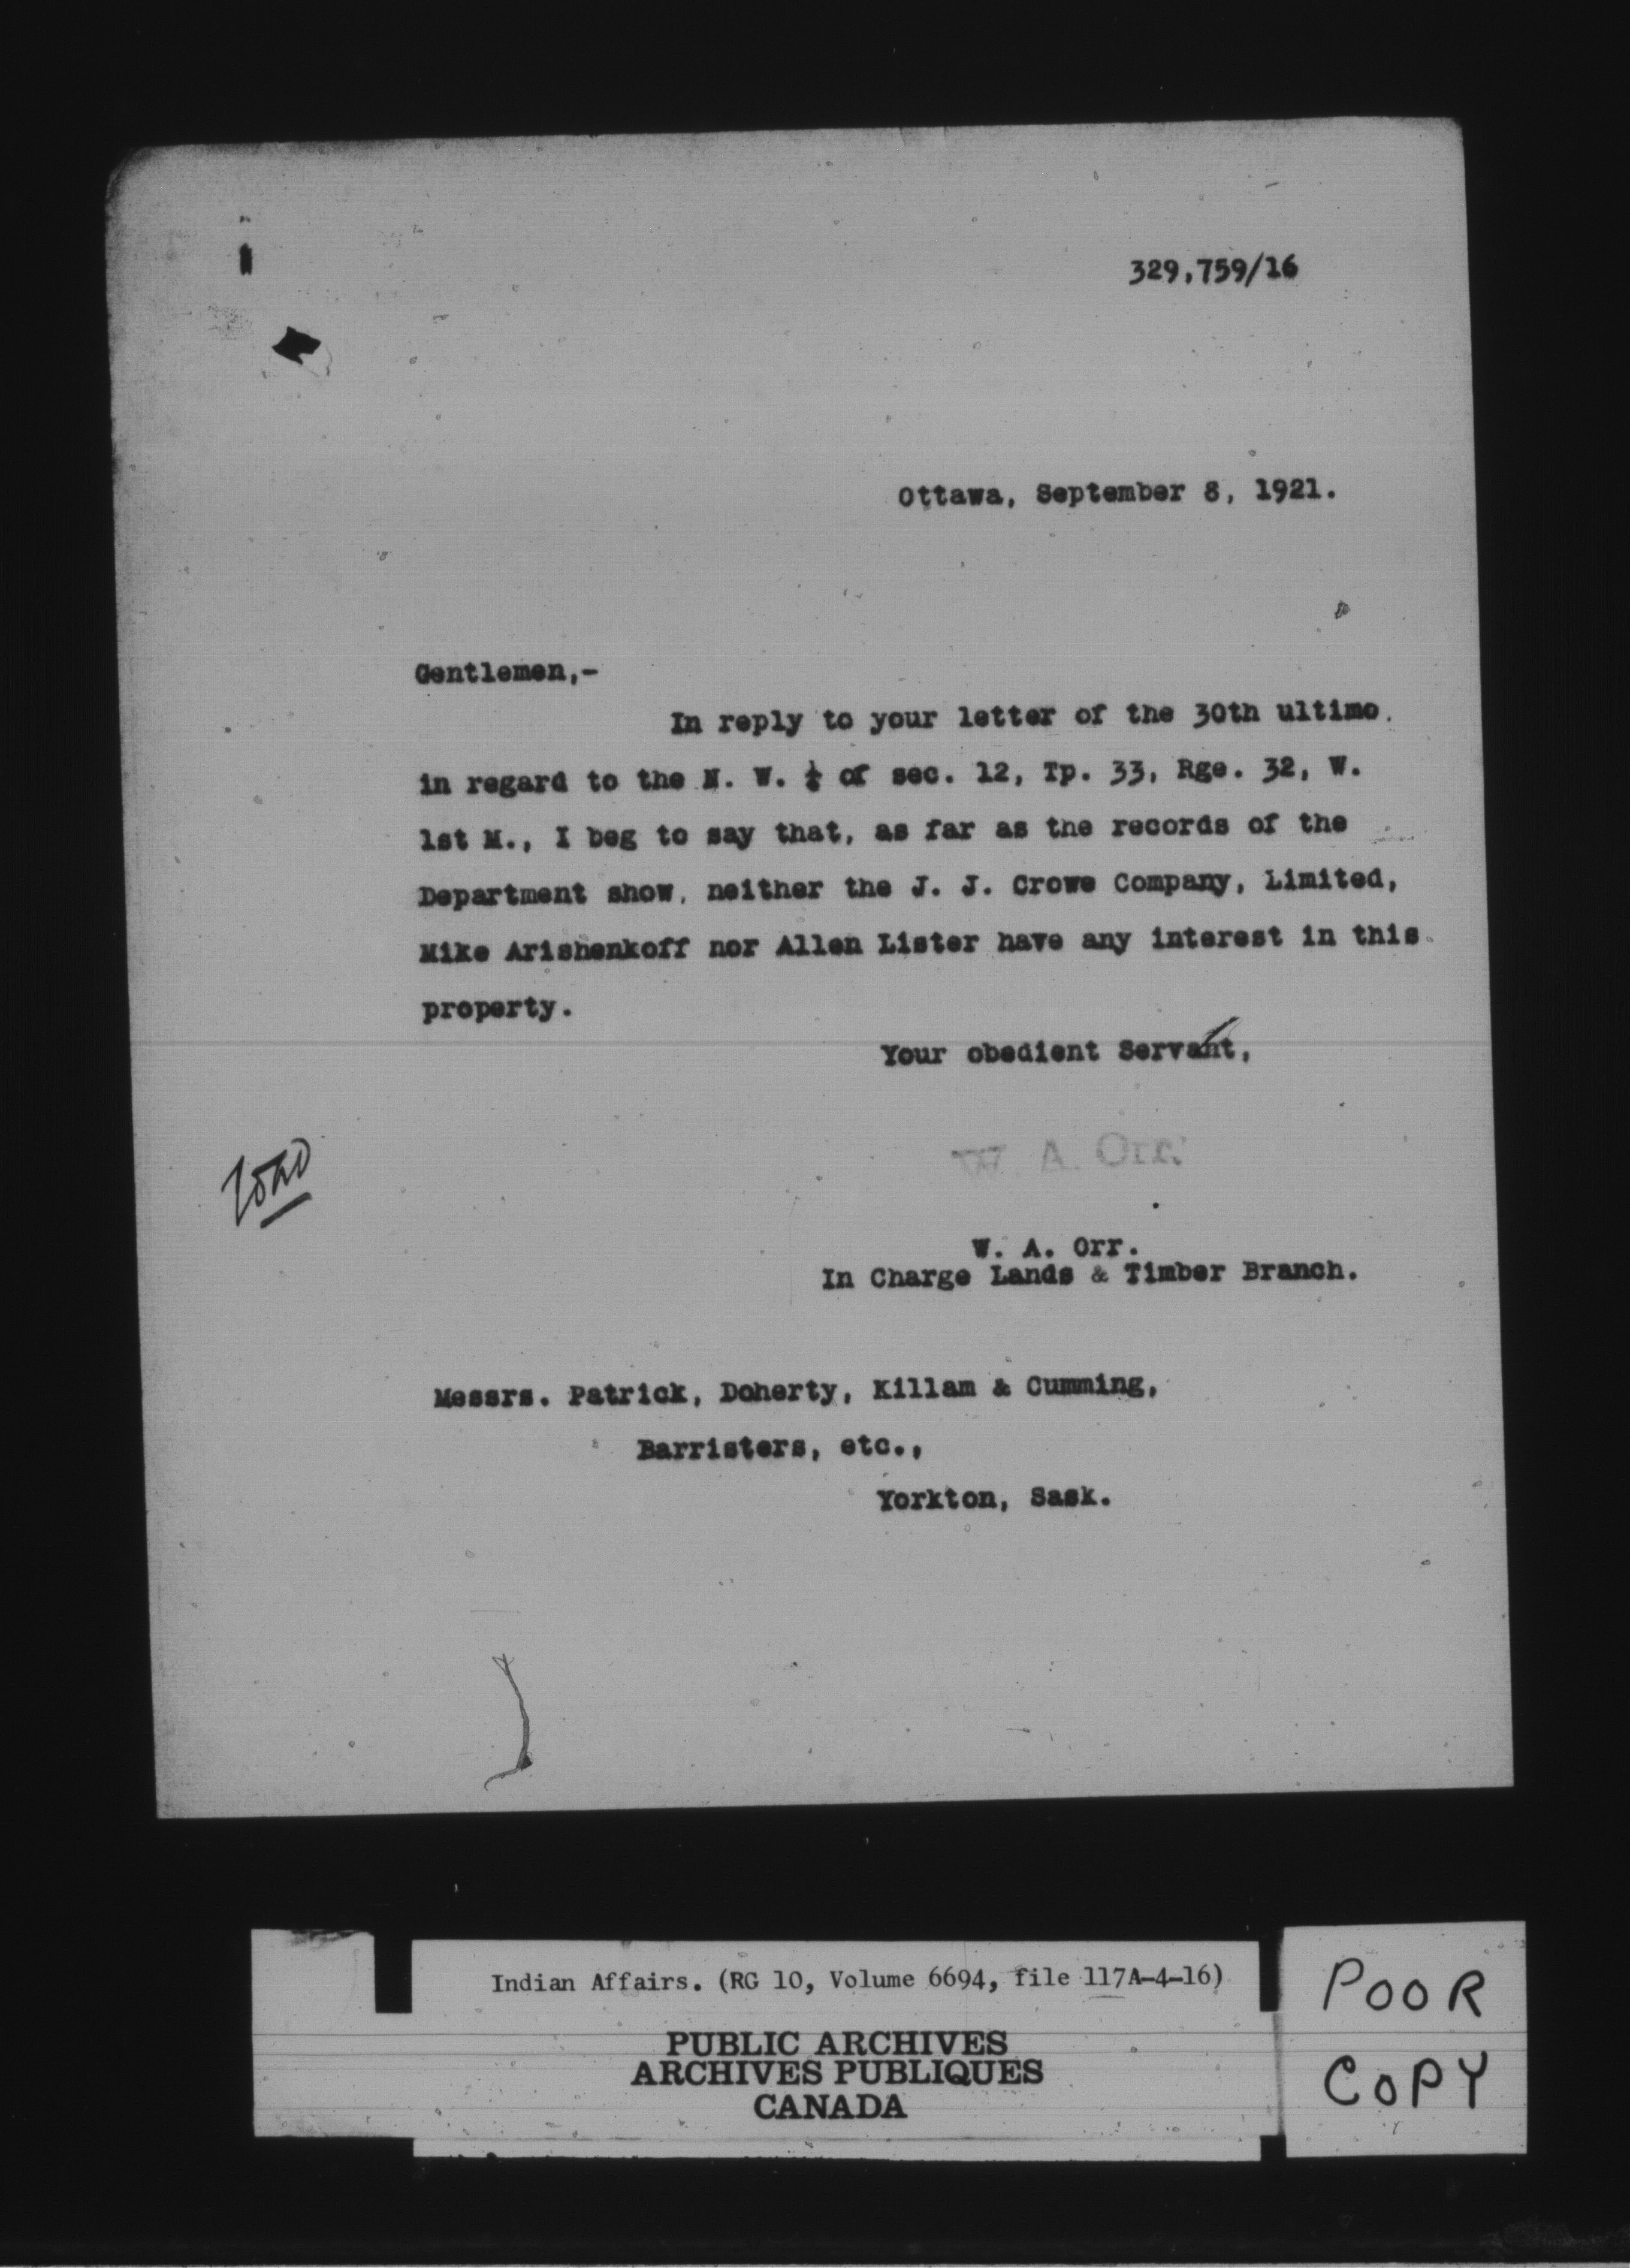 329,759/16
Ottawa, September 8, 1921.
Gentlemen,-
In reply to your letter of the 30th ultimo,
in regard to the N. W. ¼ of sec. 12, Tp. 33, Rge. 32, W.
1st M., I beg to say that, as far as the records of the
Department show, neither the J. J. Crowe Company, Limited,
Mike Arishenkoff nor Allen Lister have any interest in this
property.
Your obedient Servant,
W. A. Orr.
W. A. Orr.
In Charge Lands & Timber Branch.
Messrs. Patrick, Doherty, Killam & Cumming,
Barristers, etc.,
Yorkton, Sask.
Indian Affairs. (RG 10, Volume 6694, file 117A-4-16)
PUBLIC ARCHIVES
ARCHIVES PUBLIQUES
CANADA
POOR
COPY